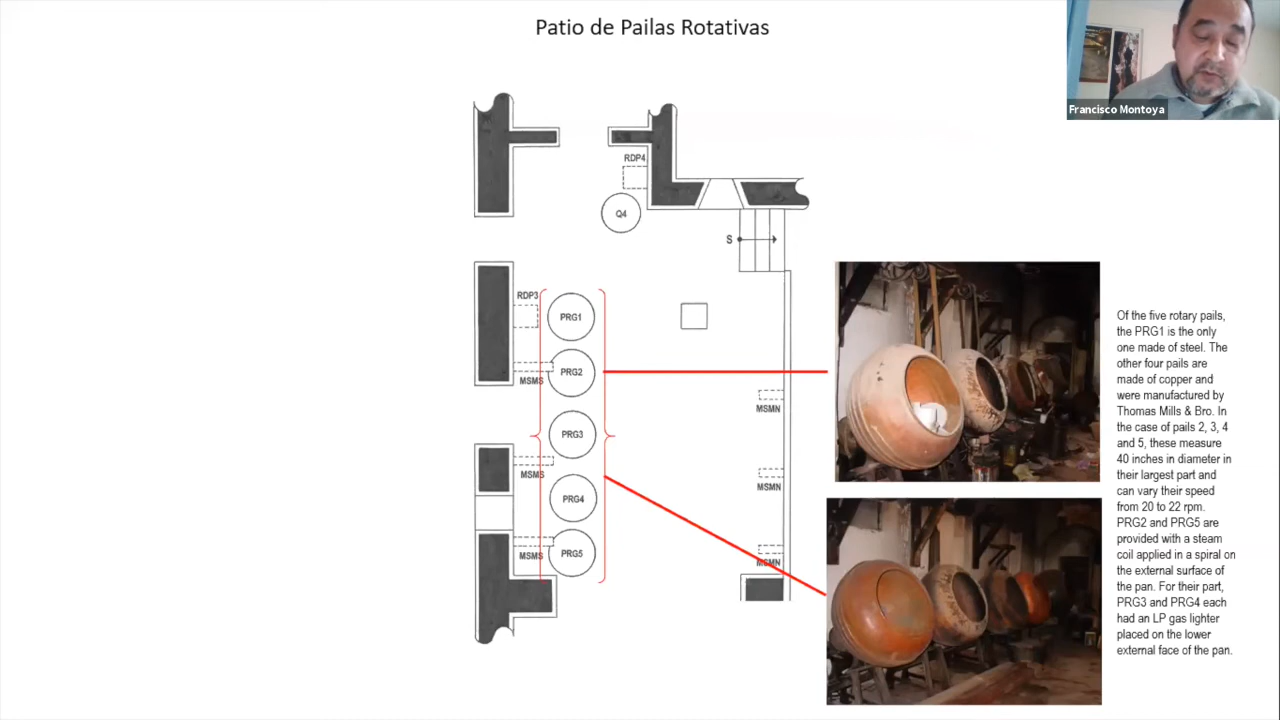 Patio de Pailas Rotativas
Francisco Montoya
RDP4
Q4
S
RDP3
PRG1
PRG2
MSMS
MSMN
PRG3
MSMS
MSMN
PRG4
PRG5
MSMS
MSMN
Of the five rotary pails,
the PRG1 is the only
one made of steel. The
other four pails are
made of copper and
were manufactured by
Thomas Mills & Bro. In
the case of pails 2, 3, 4
and 5, these measure
40 inches in diameter in
their largest part and
can vary their speed
from 20 to 22 rpm.
PRG2 and PRG5 are
provided with a steam
coil applied in a spiral on
the external surface of
the pan. For their part,
PRG3 and PRG4 each
had an LP gas lighter
placed on the lower
external face of the pan.